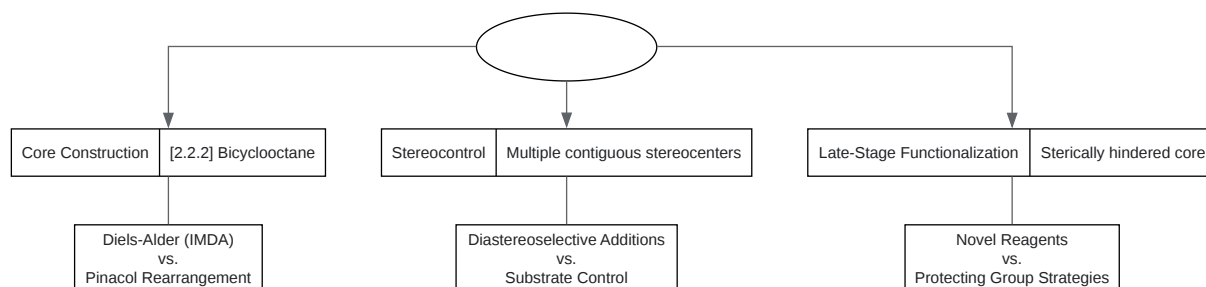 Core Construction [2.2.2] Bicyclooctane
Stereocontrol Multiple contiguous stereocenters
Late-Stage Functionalization Sterically hindered core
Diels-Alder (IMDA)
vs.
Pinacol Rearrangement
Diastereoselective Additions
vs.
Substrate Control
Novel Reagents
vs.
Protecting Group Strategies